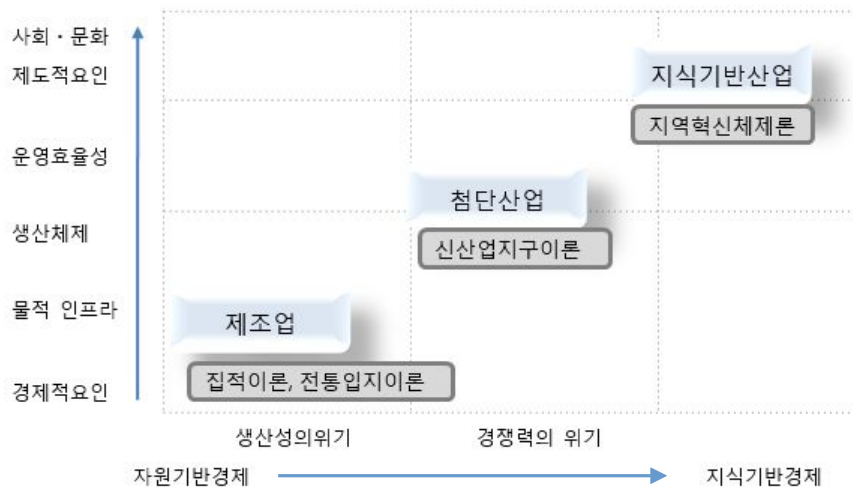 사회・문화
제도적요인
지식기반산업
지역혁신체제론
운영효율성
첨단산업
생산체제
신산업지구이론
물적 인프라
제조업
집적이론, 전통입지이론
경제적요인
생산성의위기
경쟁력의 위기
자원기반경제
지식기반경제